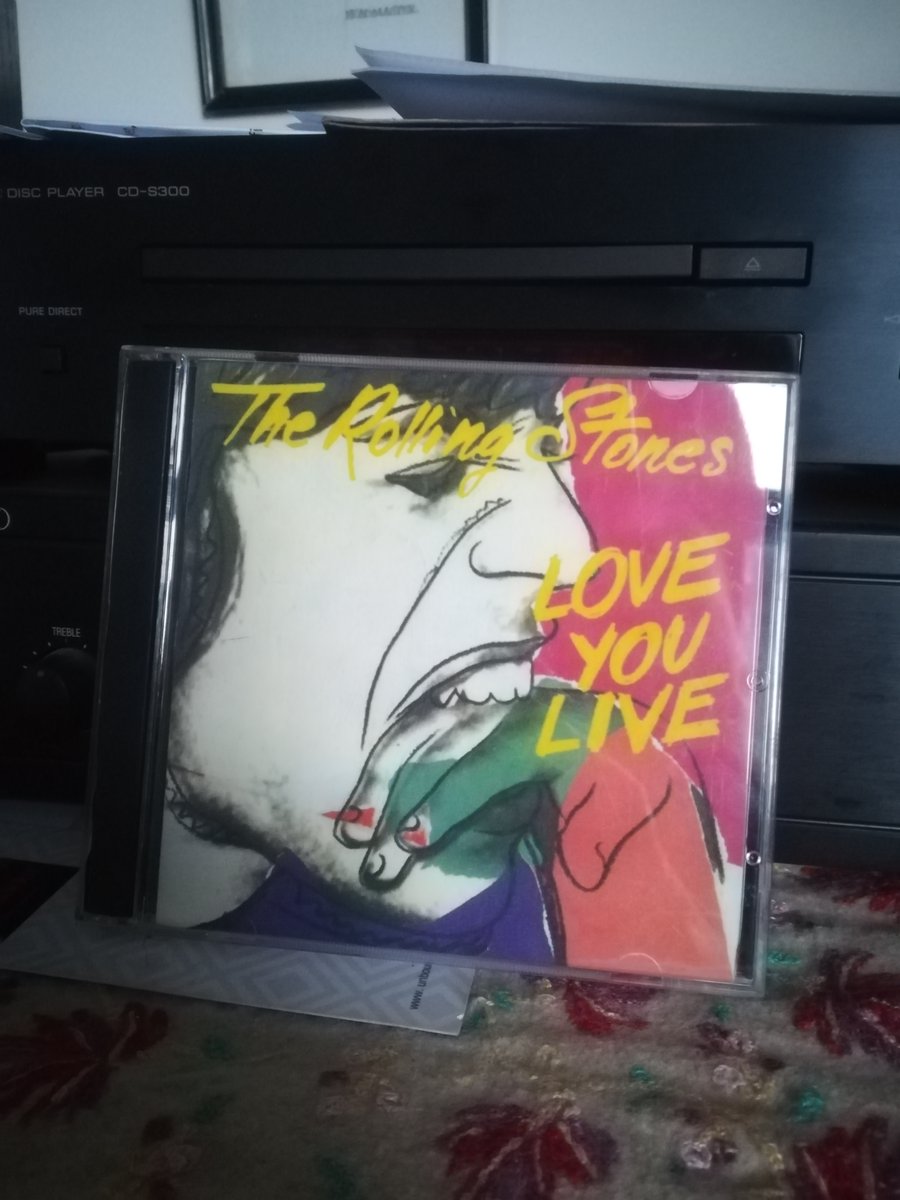 DISC PLAYER CD-S300
PURE DIRECT
TREBLE
The Rolling Stones
LOVE
YOU
LIVE